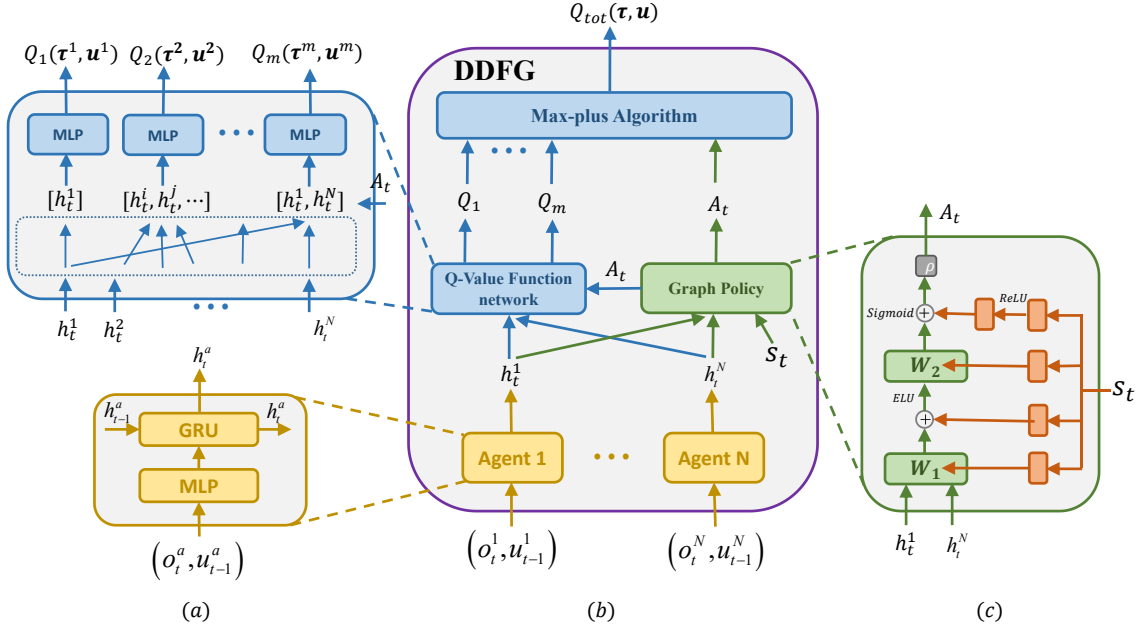 Q_1(τ^1, u^1) Q_2(τ^2, u^2) Q_m(τ^m, u^m)
MLP MLP • • • MLP
[h_t^1] [h_t^i, h_t^j, ⋯] [h_t^1, h_t^N] A_t
• • •
h_t^1 h_t^2 h_t^N
h_t^a
h_{t-1}^a GRU h_t^a
MLP
(o_t^a, u_{t-1}^a)
(a)
Q_{tot}(τ, u)
DDFG
Max-plus Algorithm
• • •
Q_1 Q_m A_t
Q-Value Function
network
A_t
Graph Policy
h_t^1 h_t^N S_t
Agent 1 • • • Agent N
(o_t^1, u_{t-1}^1) (o_t^N, u_{t-1}^N)
(b)
A_t
ρ
Sigmoid + ReLU
W_2
ELU
S_t
+
W_1
h_t^1 h_t^N
(c)